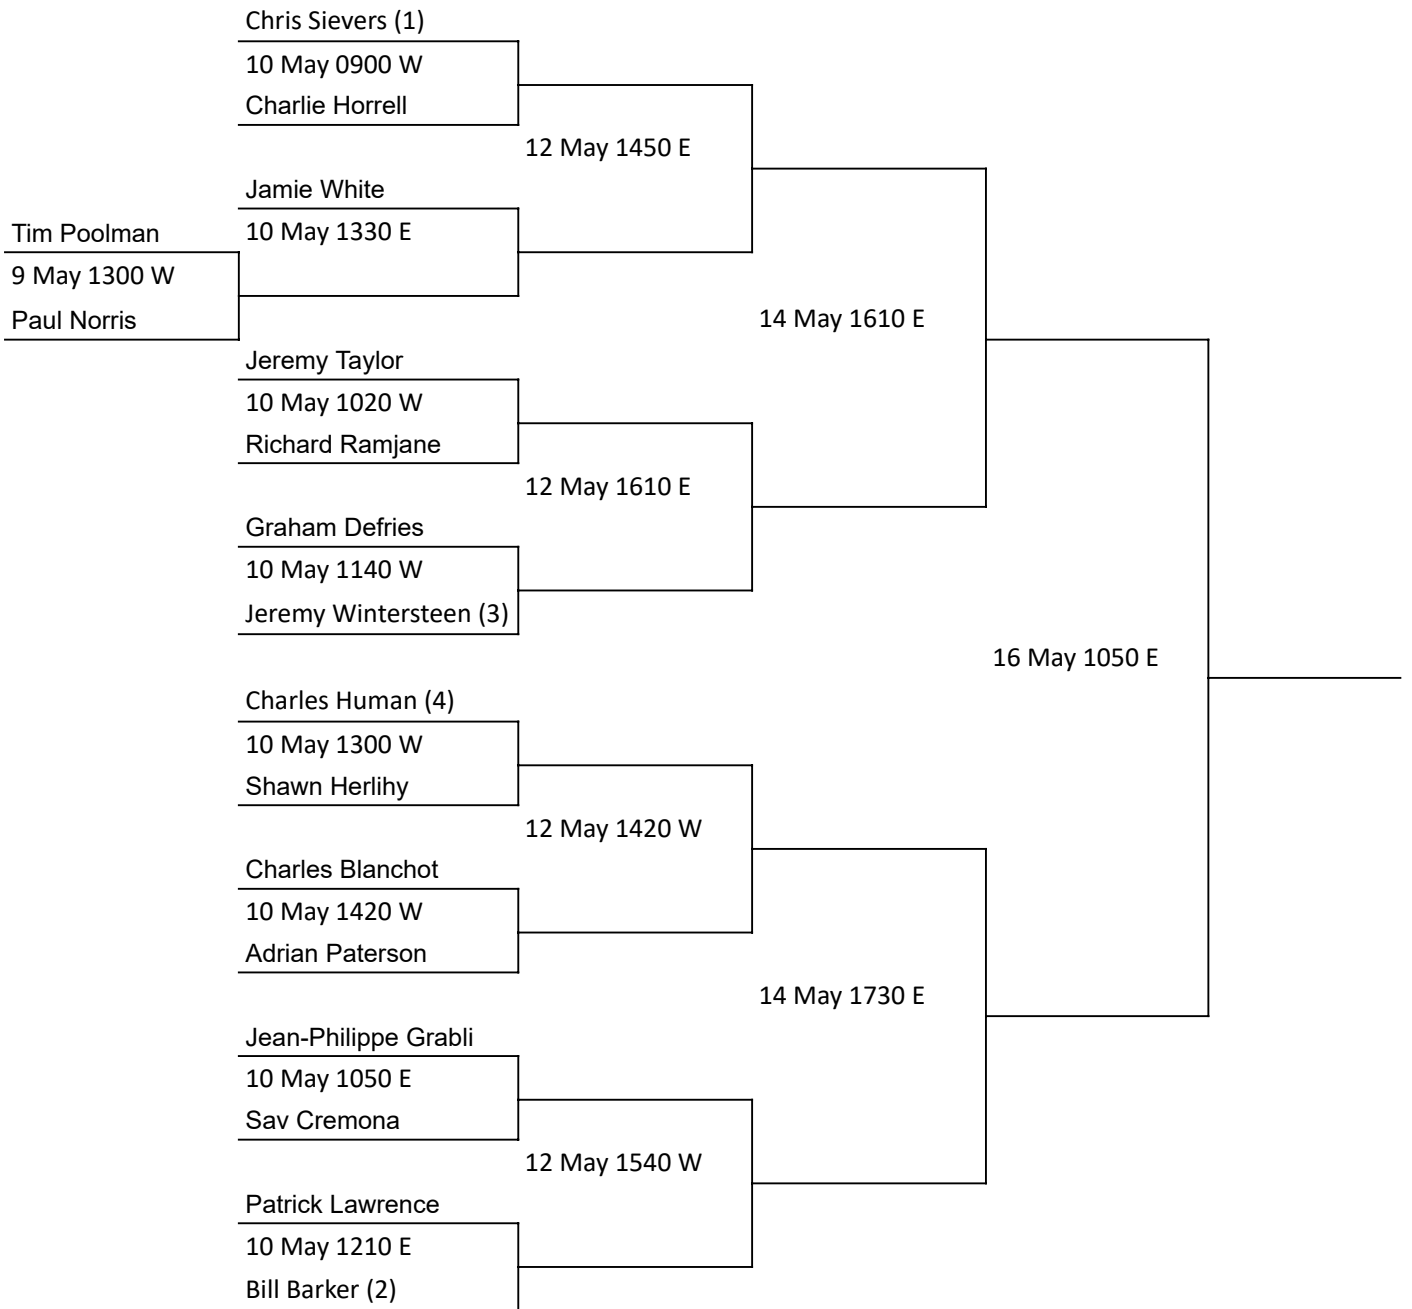 Chris Sievers (1)
10 May 0900 W
Charlie Horrell
12 May 1450 E
Jamie White
10 May 1330 E
Tim Poolman
9 May 1300 W
Paul Norris
14 May 1610 E
Jeremy Taylor
10 May 1020 W
Richard Ramjane
12 May 1610 E
Graham Defries
10 May 1140 W
Jeremy Wintersteen (3)
16 May 1050 E
Charles Human (4)
10 May 1300 W
Shawn Herlihy
12 May 1420 W
Charles Blanchot
10 May 1420 W
Adrian Paterson
14 May 1730 E
Jean-Philippe Grabli
10 May 1050 E
Sav Cremona
12 May 1540 W
Patrick Lawrence
10 May 1210 E
Bill Barker (2)